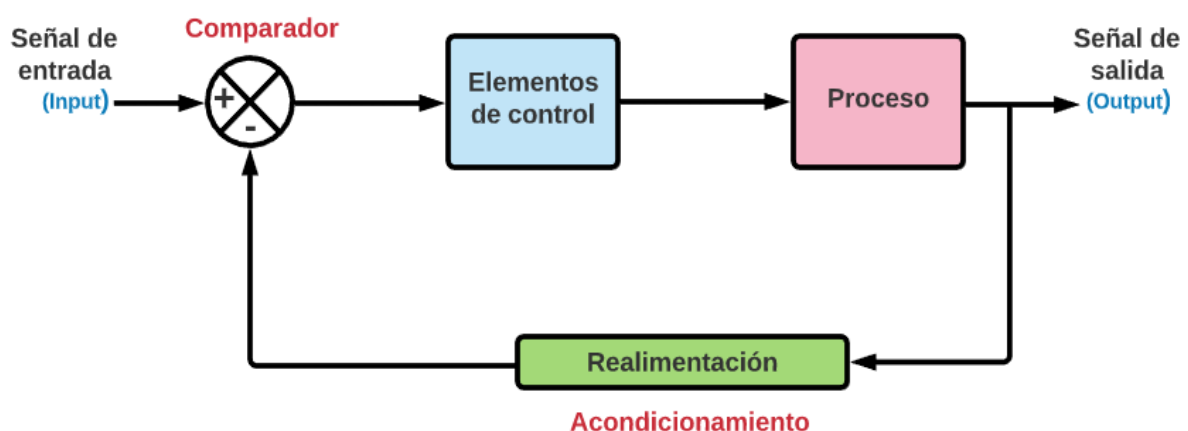 Comparador
Señal de
entrada
(Input)
+
-
Elementos
de control
Proceso
Señal de
salida
(Output)
Realimentación
Acondicionamiento